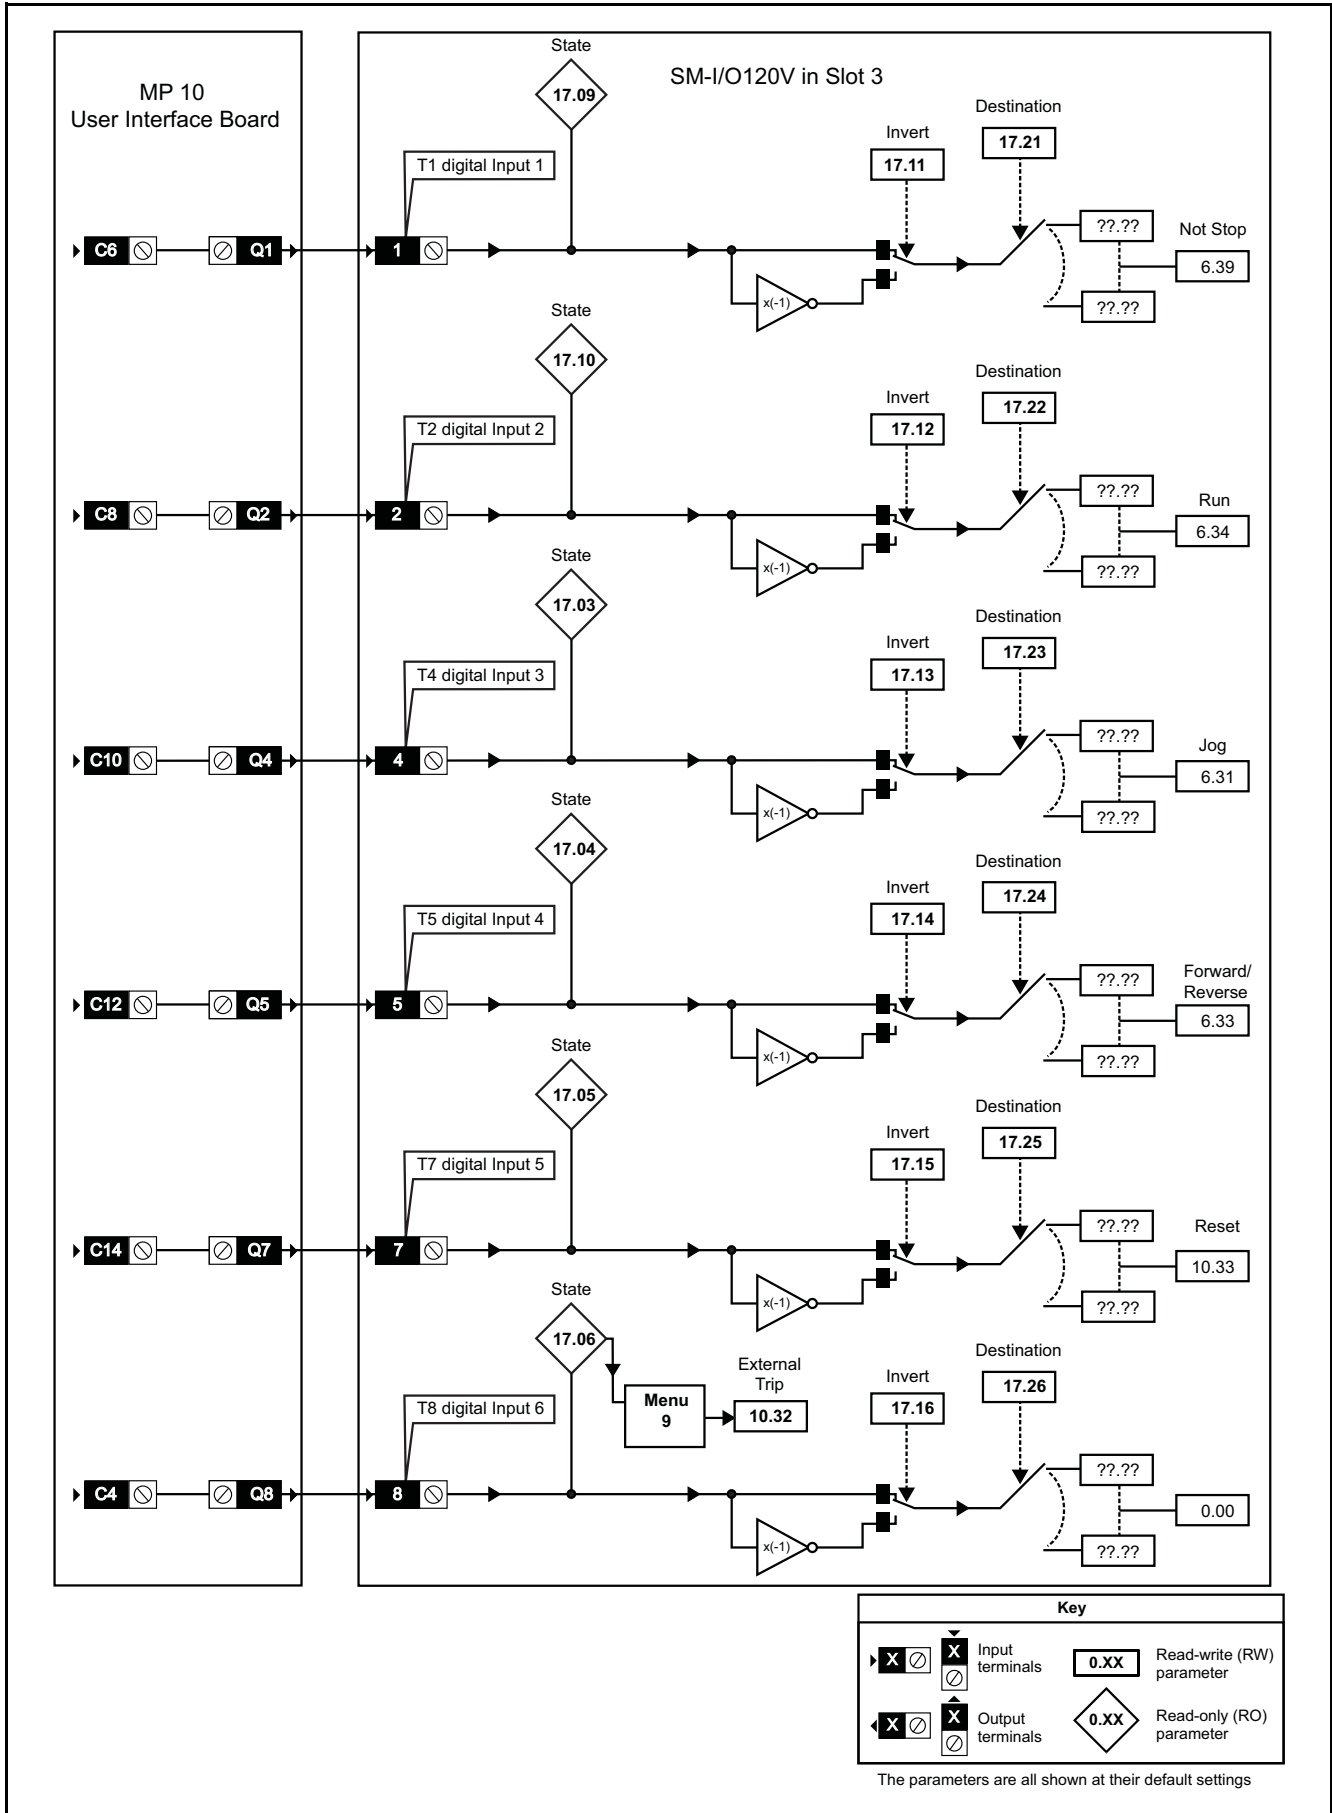 MP 10
User Interface Board
SM-I/O120V in Slot 3
State
17.09
T1 digital Input 1
Invert
17.11
Destination
17.21
C6
Q1
1
x(-1)
??.??
??.??
Not Stop
6.39
State
17.10
T2 digital Input 2
Invert
17.12
Destination
17.22
C8
Q2
2
x(-1)
??.??
??.??
Run
6.34
State
17.03
T4 digital Input 3
Invert
17.13
Destination
17.23
C10
Q4
4
x(-1)
??.??
??.??
Jog
6.31
State
17.04
T5 digital Input 4
Invert
17.14
Destination
17.24
C12
Q5
5
x(-1)
??.??
??.??
Forward/
Reverse
6.33
State
17.05
T7 digital Input 5
Invert
17.15
Destination
17.25
C14
Q7
7
x(-1)
??.??
??.??
Reset
10.33
State
17.06
Menu
9
External
Trip
10.32
T8 digital Input 6
Invert
17.16
Destination
17.26
C4
Q8
8
x(-1)
??.??
??.??
0.00
Key
X
X
Input
terminals
0.XX
Read-write (RW)
parameter
X
X
Output
terminals
0.XX
Read-only (RO)
parameter
The parameters are all shown at their default settings